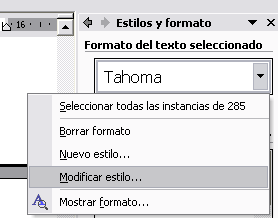 16
Estilos y formato
Formato del texto seleccionado
Tahoma
Seleccionar todas las instancias de 285
Borrar formato
Nuevo estilo...
Modificar estilo...
Mostrar formato...